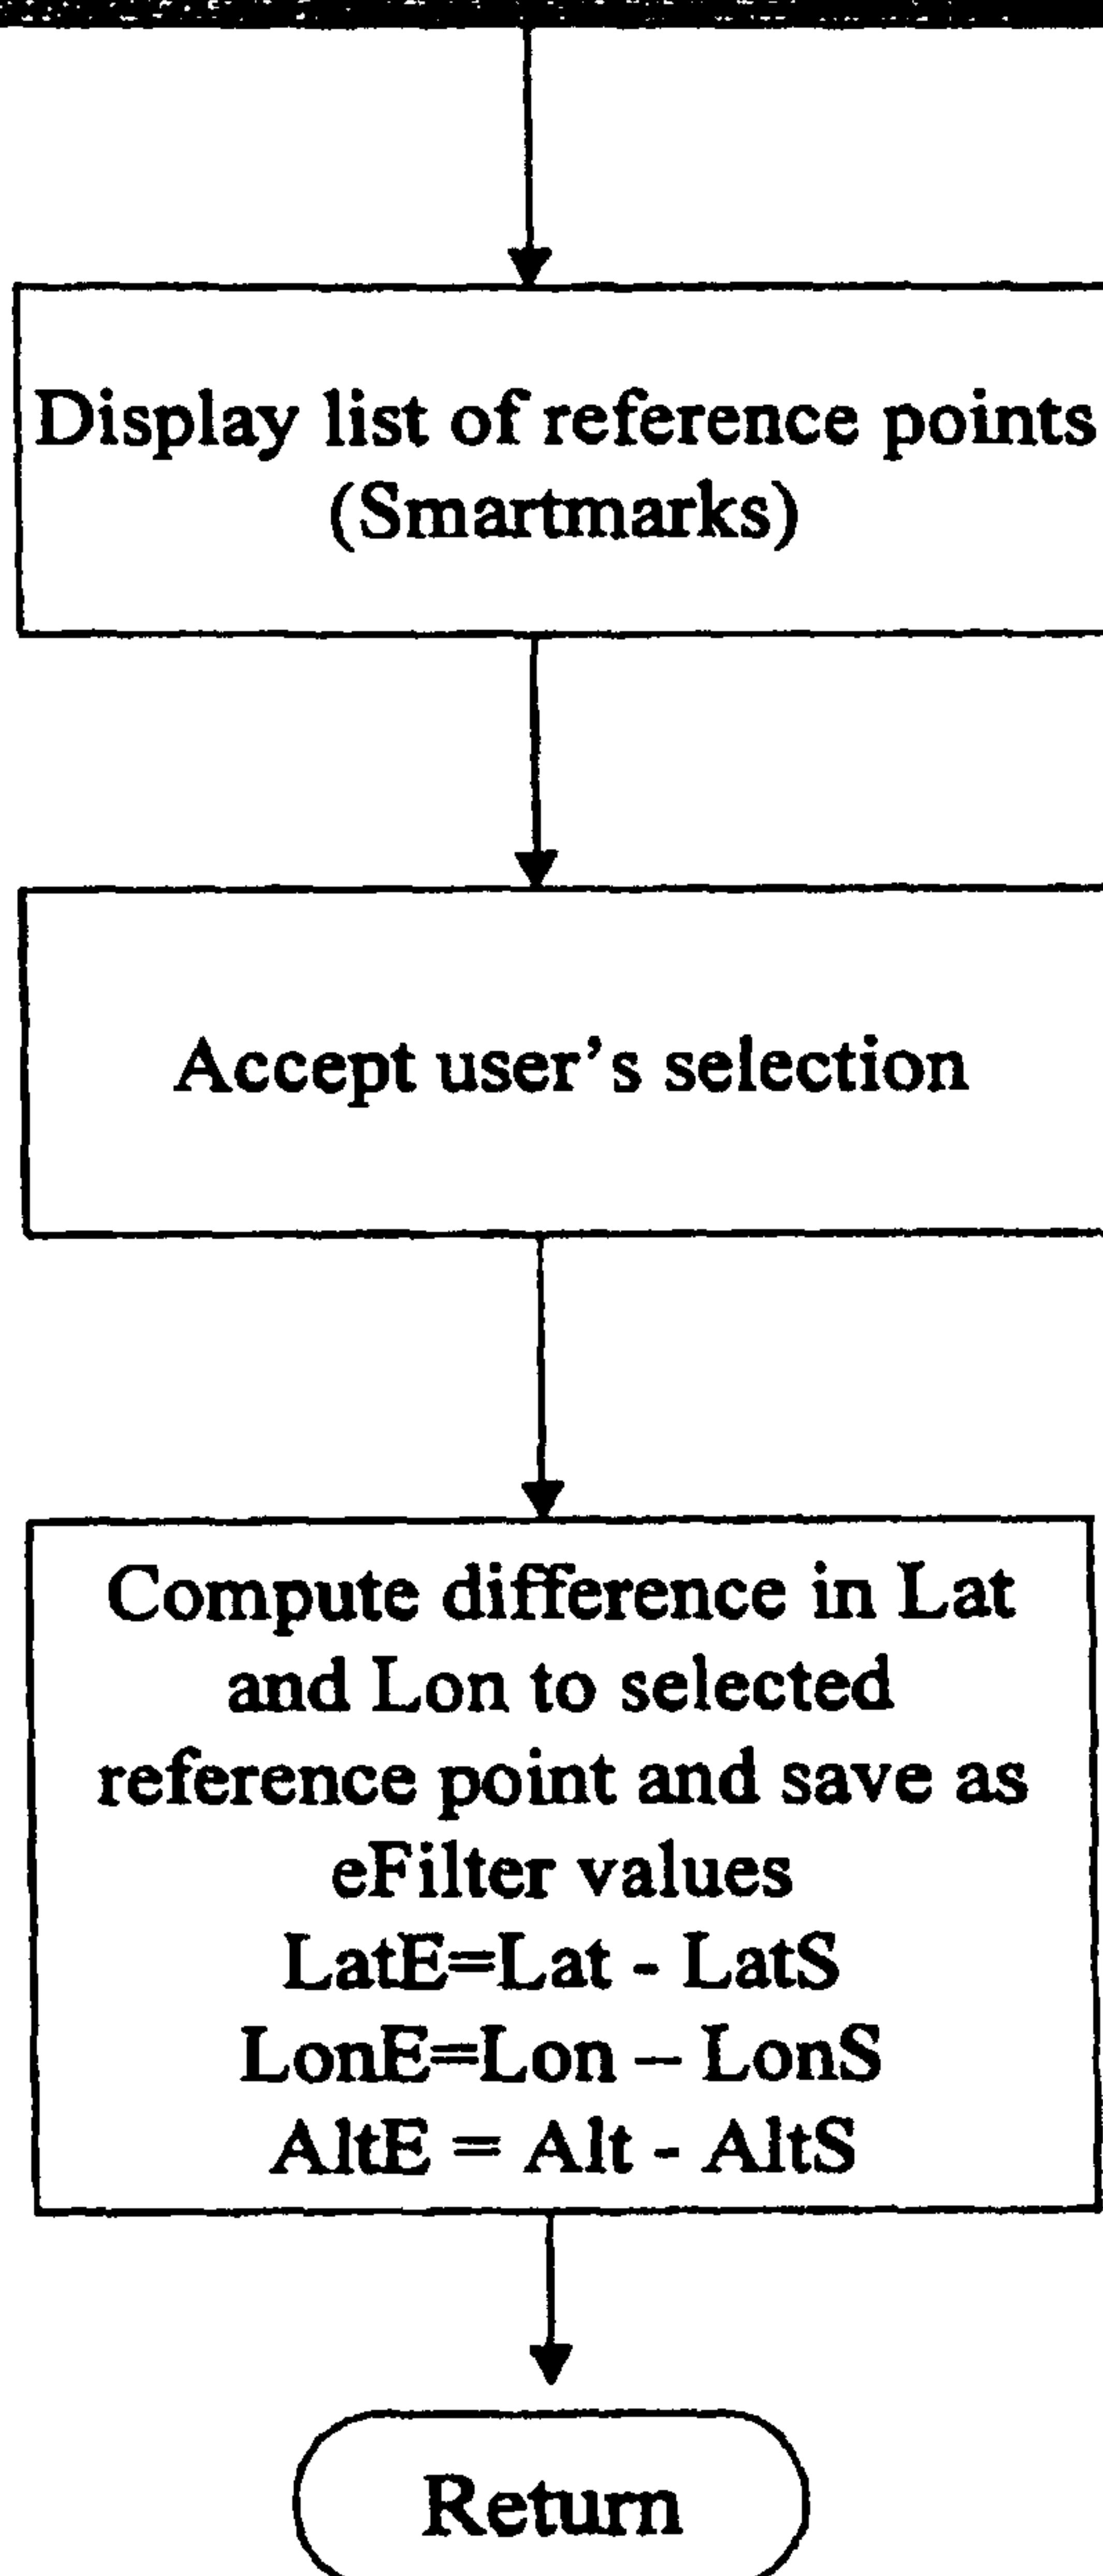 Display list of reference points
(Smartmarks)
Accept user's selection
Compute difference in Lat
and Lon to selected
reference point and save as
eFilter values
LatE=Lat - LatS
LonE=Lon – LonS
AltE = Alt - AltS
Return